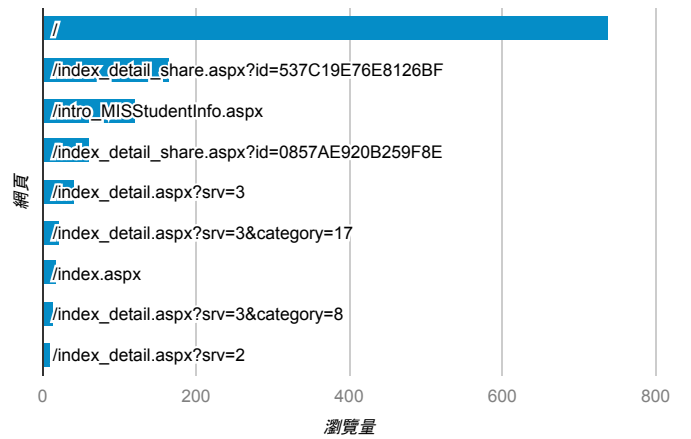 /
/index_detail_share.aspx?id=537C19E76E8126BF
/intro_MISStudentInfo.aspx
/index_detail_share.aspx?id=0857AE920B259F8E
/index_detail.aspx?srv=3
/index_detail.aspx?srv=3&category=17
/index.aspx
/index_detail.aspx?srv=3&category=8
/index_detail.aspx?srv=2
網頁
0 200 400 600 800
瀏覽量